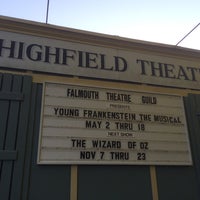 HIGHFIELD THEAT
FALMOUTH THEATRE GUILD
PRESENTS
YOUNG FRANKENSTEIN THE MUSICAL
MAY 2 THRU 18
NEXT SHOW
THE WIZARD OF OZ
NOV 7 THRU 23